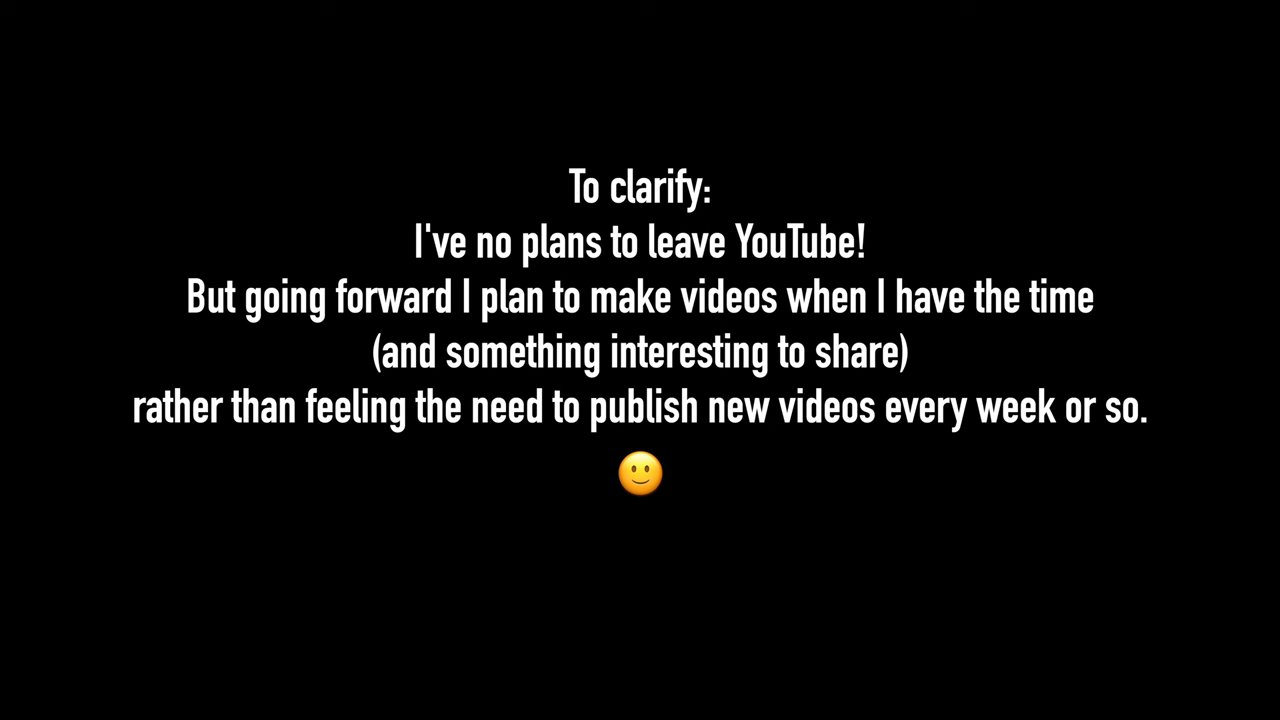 To clarify:
I've no plans to leave YouTube!
But going forward I plan to make videos when I have the time
(and something interesting to share)
rather than feeling the need to publish new videos every week or so.
🙂